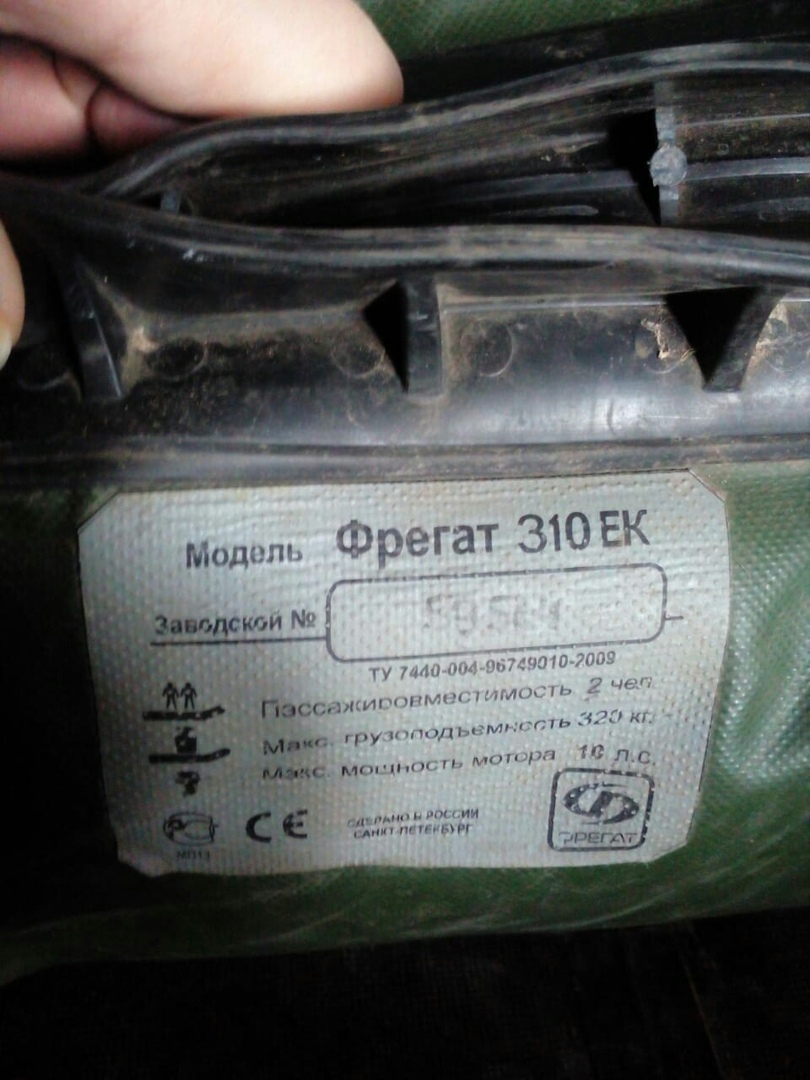 Модель Фрегат 310 ЕК
Заводской №
ТУ 7440-004-96749010-2009
Пассажировместимость 2 чел.
Макс. грузоподъемность 320 кг.
Макс. мощность мотора 10 л.с.
СДЕЛАНО В РОССИИ
САНКТ-ПЕТЕРБУРГ
ФРЕГАТ
CE